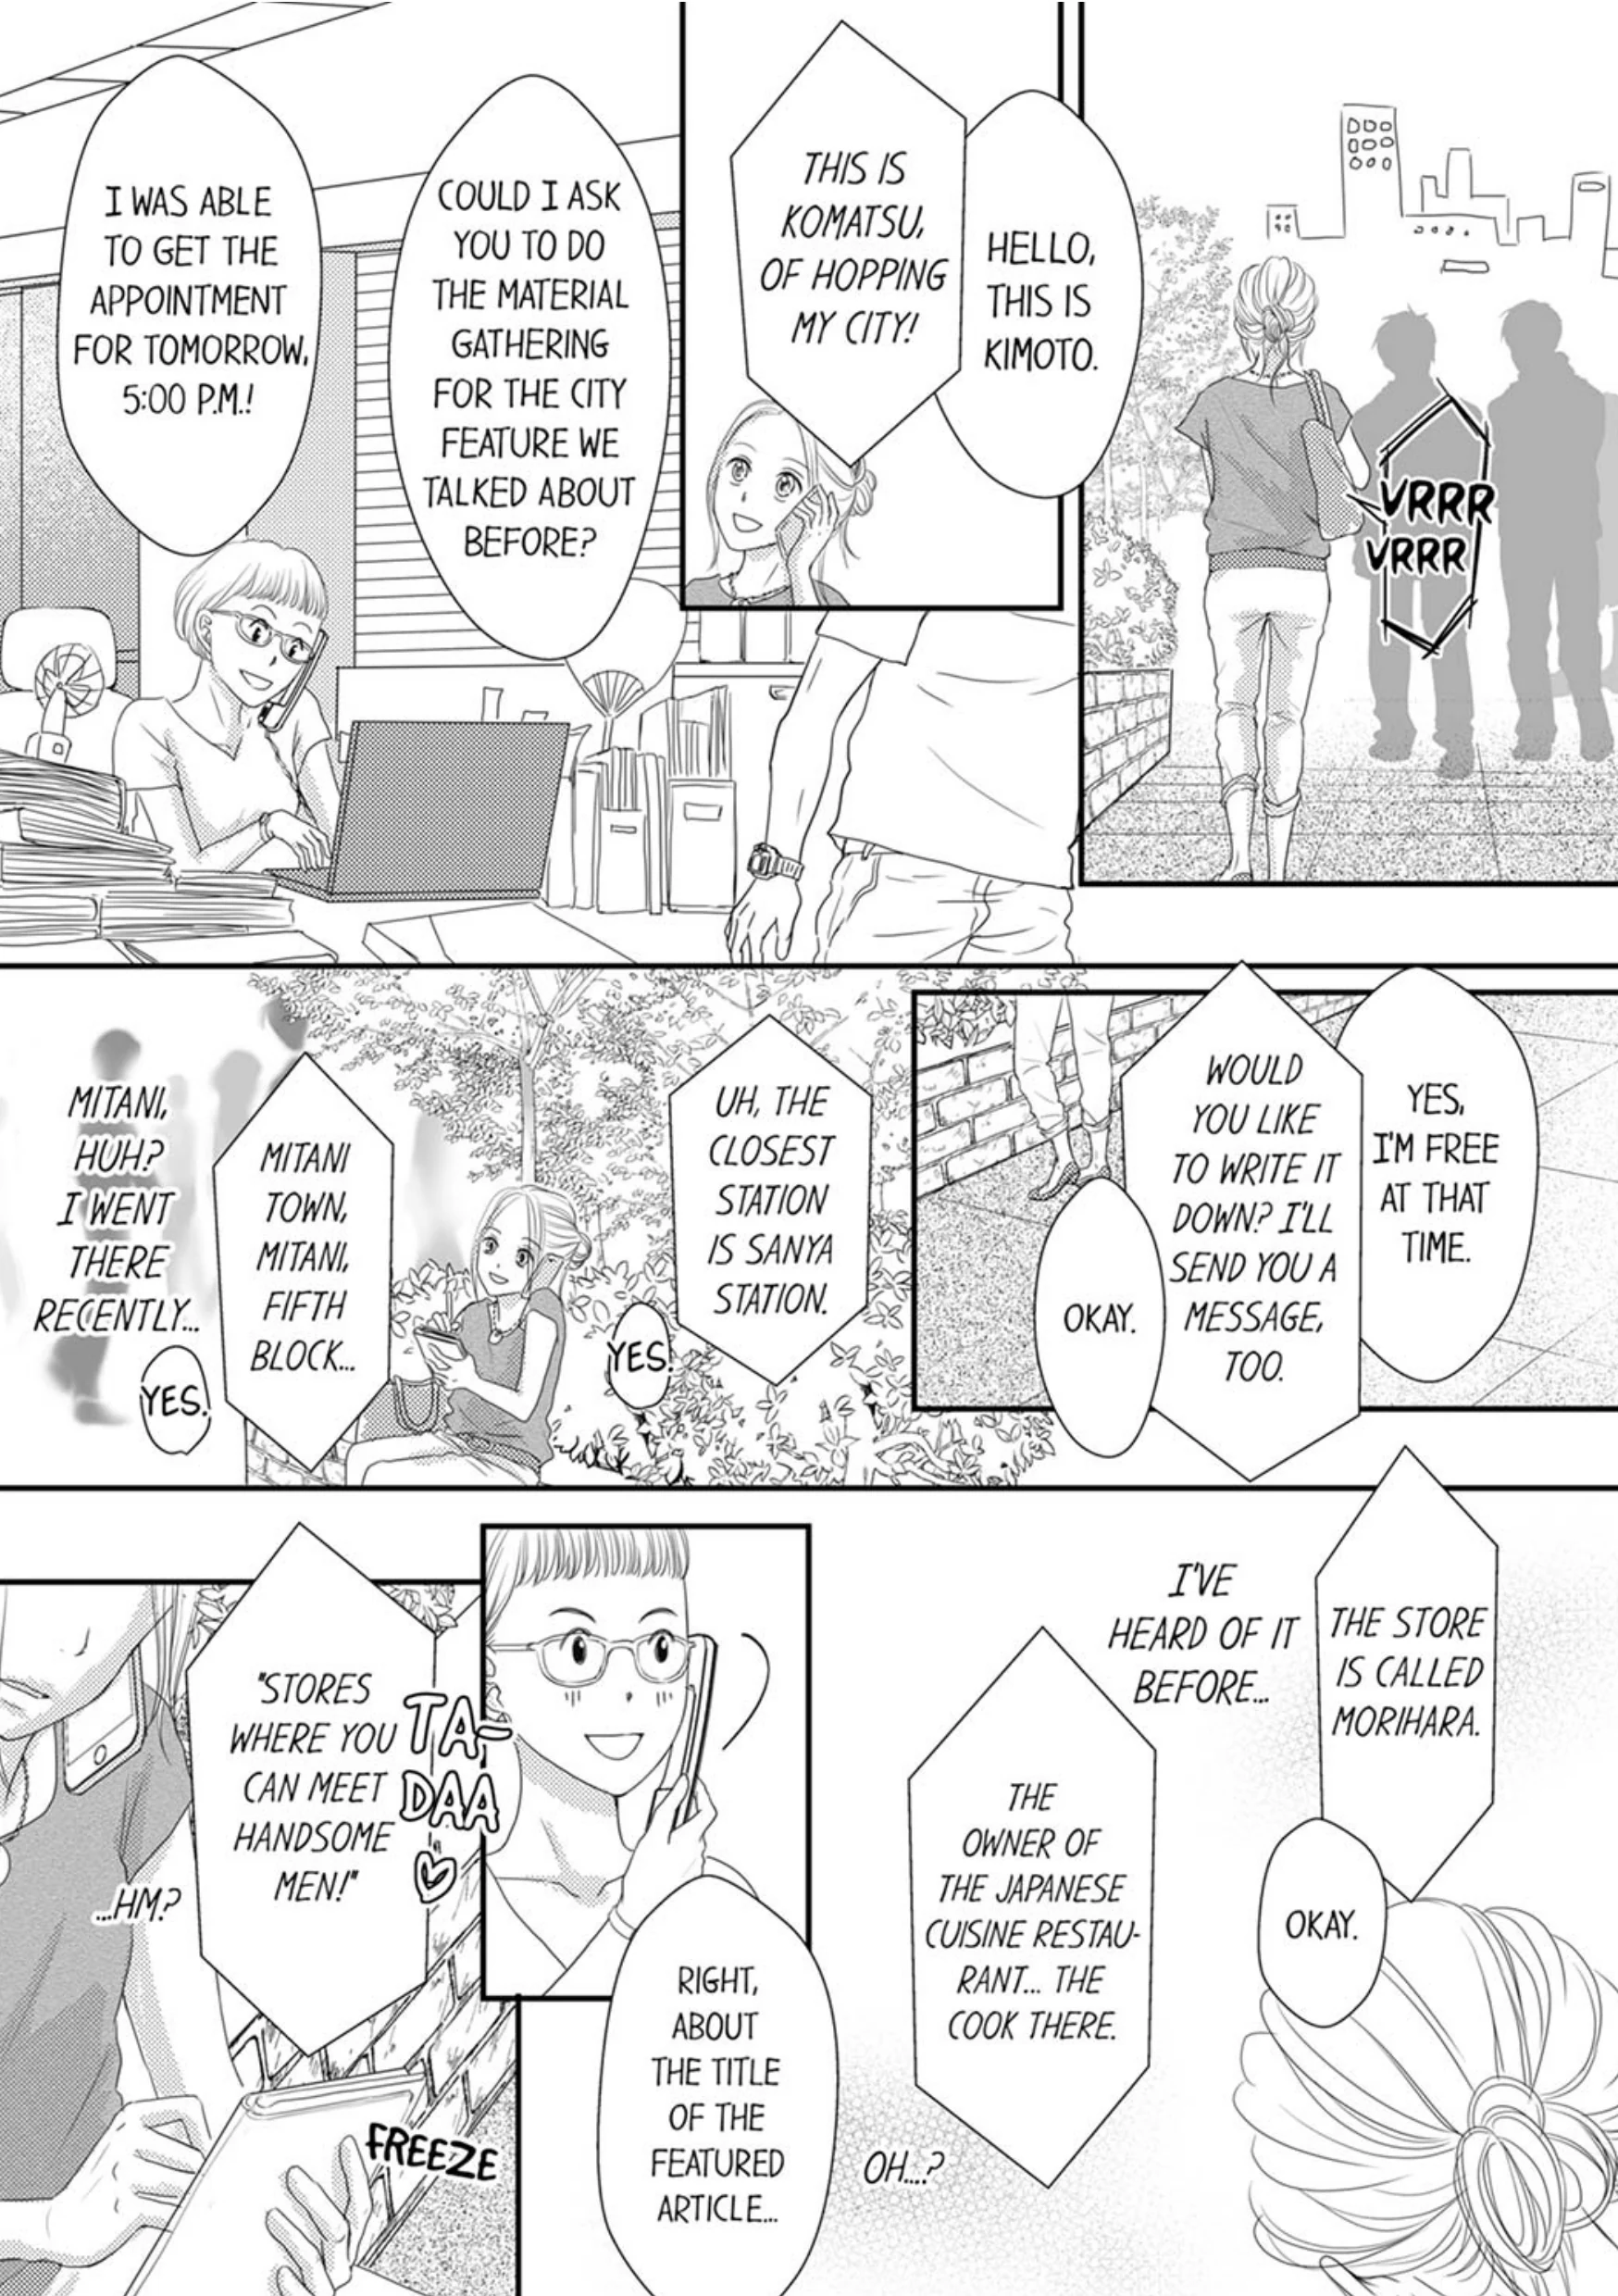 VRRR
VRRR
HELLO,
THIS IS
KIMOTO.
THIS IS
KOMATSU,
OF HOPPING
MY CITY!
COULD I ASK
YOU TO DO
THE MATERIAL
GATHERING
FOR THE CITY
FEATURE WE
TALKED ABOUT
BEFORE?
I WAS ABLE
TO GET THE
APPOINTMENT
FOR TOMORROW,
5:00 P.M.!
YES,
I'M FREE
AT THAT
TIME.
WOULD
YOU LIKE
TO WRITE IT
DOWN? I'LL
SEND YOU A
MESSAGE,
TOO.
OKAY.
UH, THE
CLOSEST
STATION
IS SANYA
STATION.
YES.
MITANI
TOWN,
MITANI,
FIFTH
BLOCK...
YES.
MITANI,
HUH?
I WENT
THERE
RECENTLY...
THE STORE
IS CALLED
MORIHARA.
OKAY.
I'VE
HEARD OF IT
BEFORE...
THE
OWNER OF
THE JAPANESE
CUISINE RESTAU-
RANT... THE
COOK THERE.
OH...?
RIGHT,
ABOUT
THE TITLE
OF THE
FEATURED
ARTICLE...
TA-
DAA
"STORES
WHERE YOU
CAN MEET
HANDSOME
MEN!"
...HM?
FREEZE